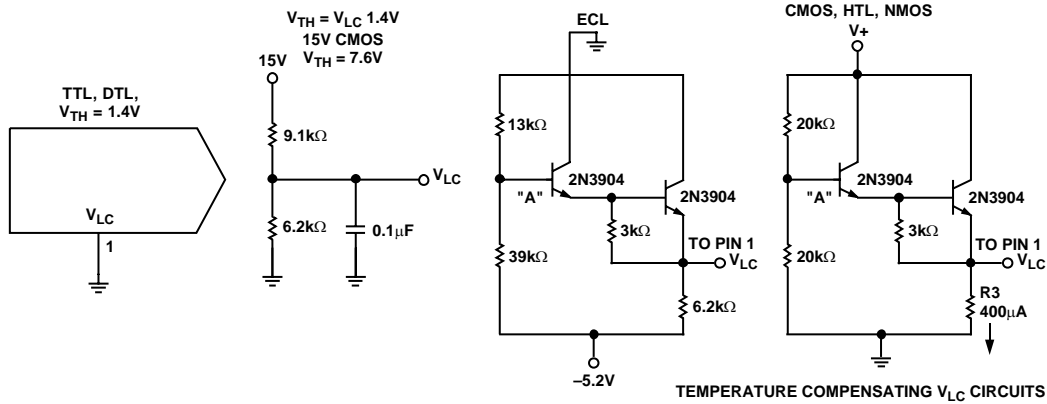 TTL, DTL,
V_TH = 1.4V
V_LC
1
V_TH = V_LC 1.4V
15V CMOS
V_TH = 7.6V
15V
9.1kΩ
6.2kΩ
0.1μF
V_LC
ECL
13kΩ
39kΩ
"A"
2N3904
2N3904
3kΩ
TO PIN 1
V_LC
6.2kΩ
–5.2V
CMOS, HTL, NMOS
V+
20kΩ
20kΩ
"A"
2N3904
2N3904
3kΩ
TO PIN 1
V_LC
R3
400μA
TEMPERATURE COMPENSATING V_LC CIRCUITS